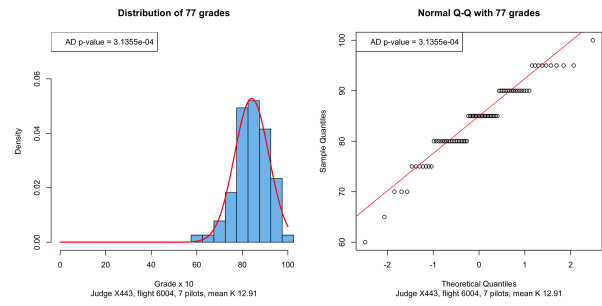 Distribution of 77 grades
AD p-value = 3.1355e-04
Density
0.00
0.02
0.04
0.06
0
20
40
60
80
100
Grade x 10
Judge X443, flight 6004, 7 pilots, mean K 12.91
Normal Q-Q with 77 grades
AD p-value = 3.1355e-04
Sample Quantiles
60
70
80
90
100
-2
-1
0
1
2
Theoretical Quantiles
Judge X443, flight 6004, 7 pilots, mean K 12.91